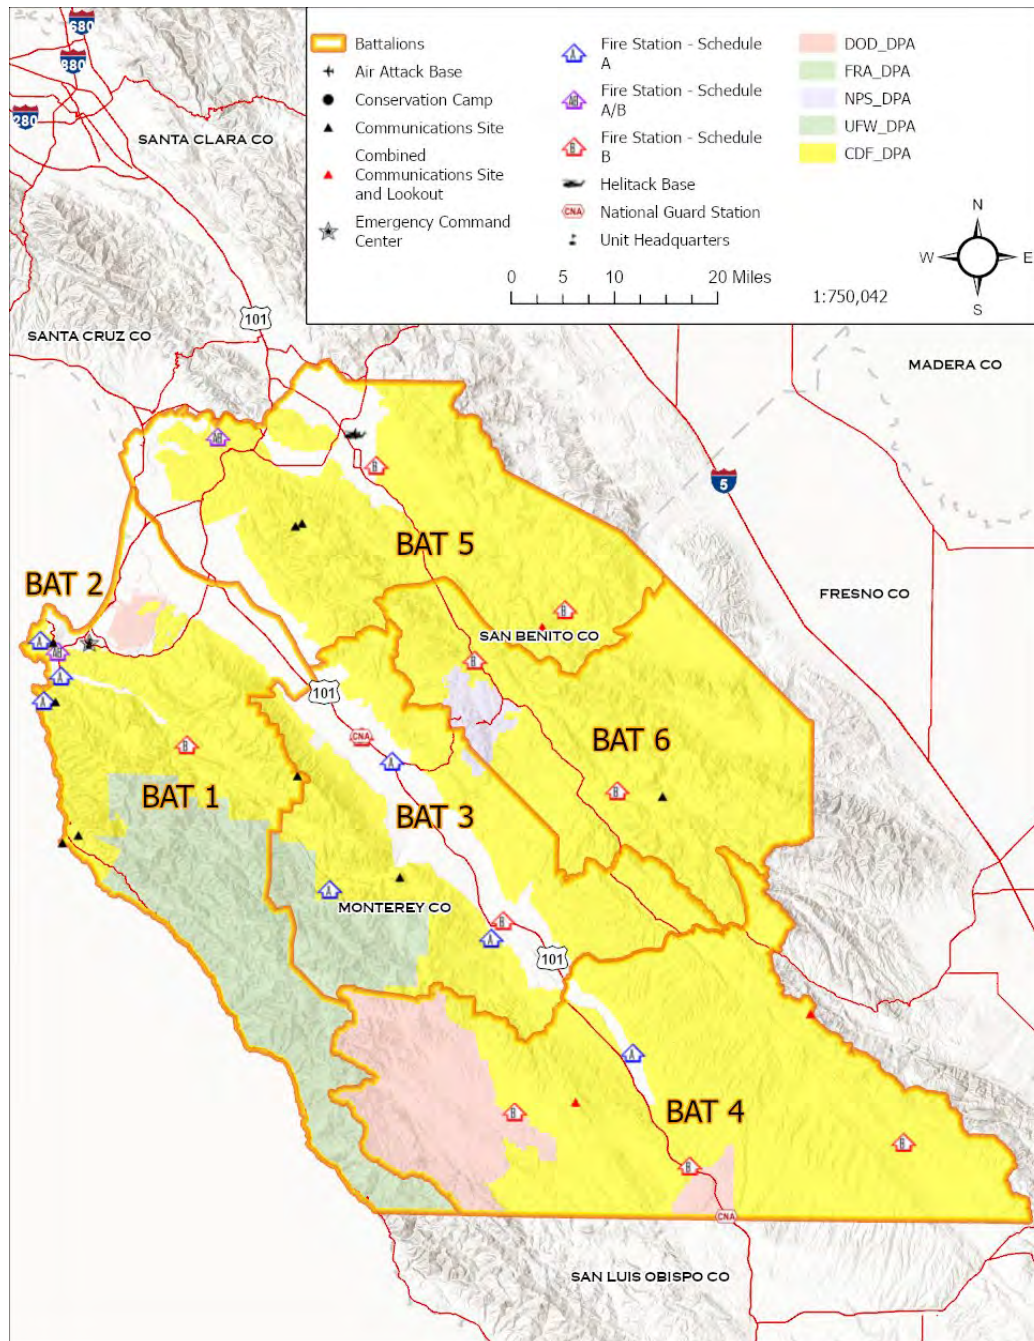 680
880
280
SANTA CLARA CO
SANTA CRUZ CO
101
Battalions
Air Attack Base
Conservation Camp
Communications Site
Combined
Communications Site
and Lookout
Emergency Command
Center
Fire Station - Schedule
A
A
Fire Station - Schedule
A/B
AB
Fire Station - Schedule
B
B
Helitack Base
CNA
National Guard Station
Unit Headquarters
DOD_DPA
FRA_DPA
NPS_DPA
UFW_DPA
CDF_DPA
0 5 10 20 Miles
1:750,042
N
W E
S
MADERA CO
AB
B
5
BAT 5
BAT 2
FRESNO CO
B
SAN BENITO CO
A
AB
B
A
101
A
CNA
B
BAT 6
A
BAT 1
B
BAT 3
A
MONTEREY CO
B
A
101
A
BAT 4
B
B
B
CNA
SAN LUIS OBISPO CO